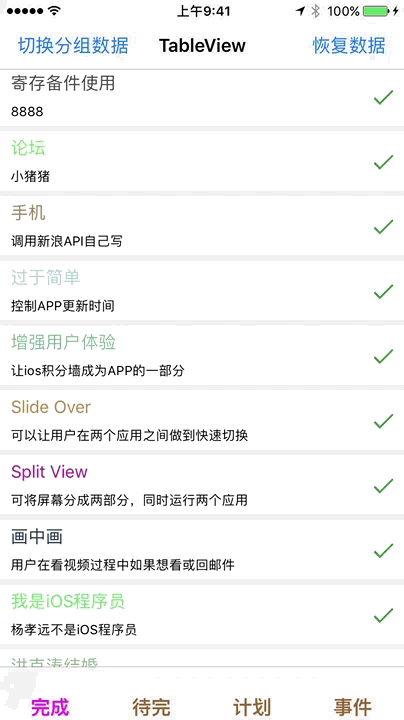 上午9:41
100%
切换分组数据
TableView
恢复数据
寄存备件使用
8888
论坛
小猪猪
手机
调用新浪API自己写
过于简单
控制APP更新时间
增强用户体验
让ios积分墙成为APP的一部分
Slide Over
可以让用户在两个应用之间做到快速切换
Split View
可将屏幕分成两部分，同时运行两个应用
画中画
用户在看视频过程中如果想看或回邮件
我是iOS程序员
杨孝远不是iOS程序员
洪克涛结婚
完成
待完
计划
事件